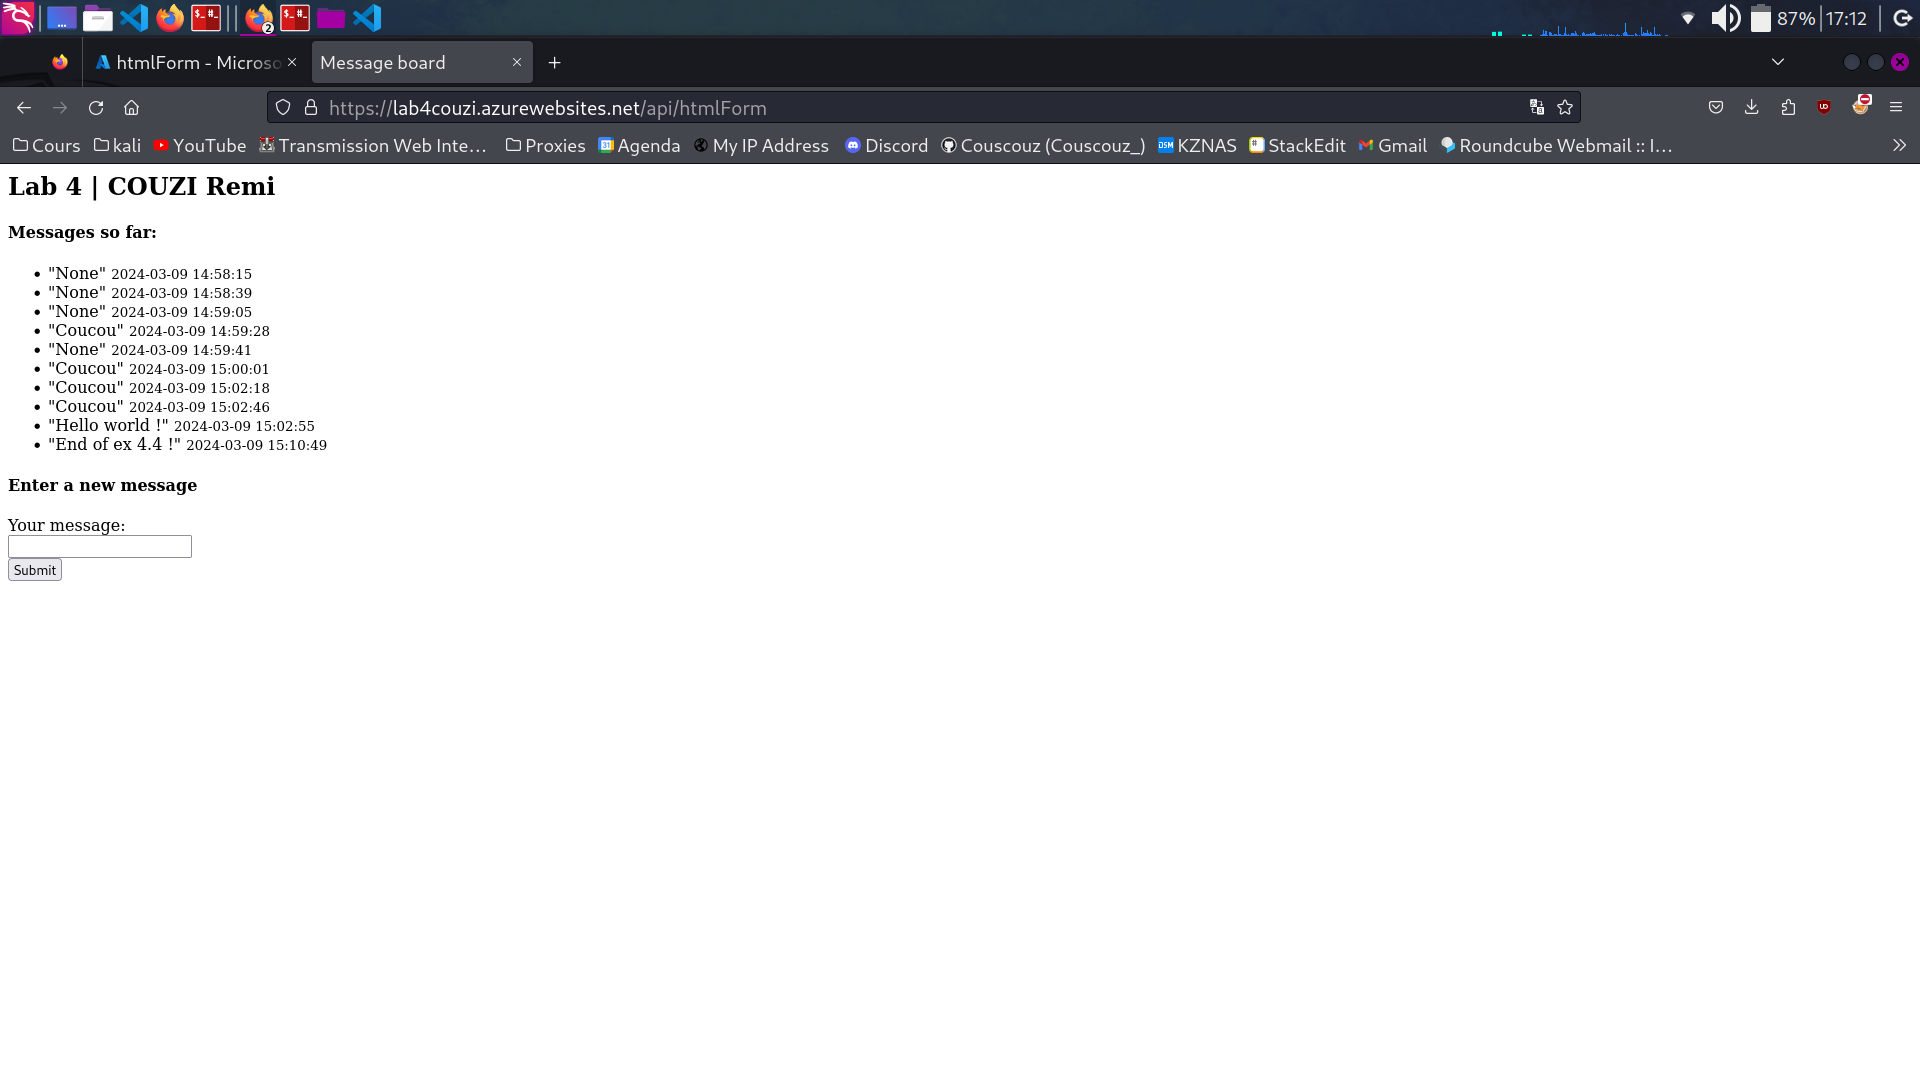 87% 17:12
htmlForm - Microso
Message board
https://lab4couzi.azurewebsites.net/api/htmlForm
Cours kali YouTube Transmission Web Inte… Proxies Agenda My IP Address Discord Couscouz (Couscouz_) KZNAS StackEdit Gmail Roundcube Webmail :: I…
Lab 4 | COUZI Remi
Messages so far:
• "None" 2024-03-09 14:58:15
• "None" 2024-03-09 14:58:39
• "None" 2024-03-09 14:59:05
• "Coucou" 2024-03-09 14:59:28
• "None" 2024-03-09 14:59:41
• "Coucou" 2024-03-09 15:00:01
• "Coucou" 2024-03-09 15:02:18
• "Coucou" 2024-03-09 15:02:46
• "Hello world !" 2024-03-09 15:02:55
• "End of ex 4.4 !" 2024-03-09 15:10:49
Enter a new message
Your message:
Submit